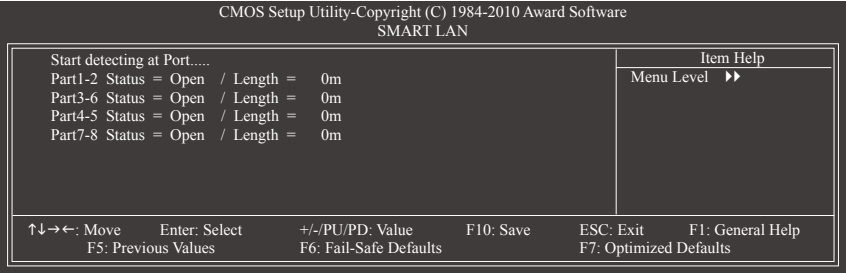 CMOS Setup Utility-Copyright (C) 1984-2010 Award Software
SMART LAN
Start detecting at Port.....
Part1-2 Status = Open / Length = 0m
Part3-6 Status = Open / Length = 0m
Part4-5 Status = Open / Length = 0m
Part7-8 Status = Open / Length = 0m
Item Help
Menu Level ▶▶
↑↓→←: Move Enter: Select +/-/PU/PD: Value F10: Save ESC: Exit F1: General Help
F5: Previous Values F6: Fail-Safe Defaults F7: Optimized Defaults